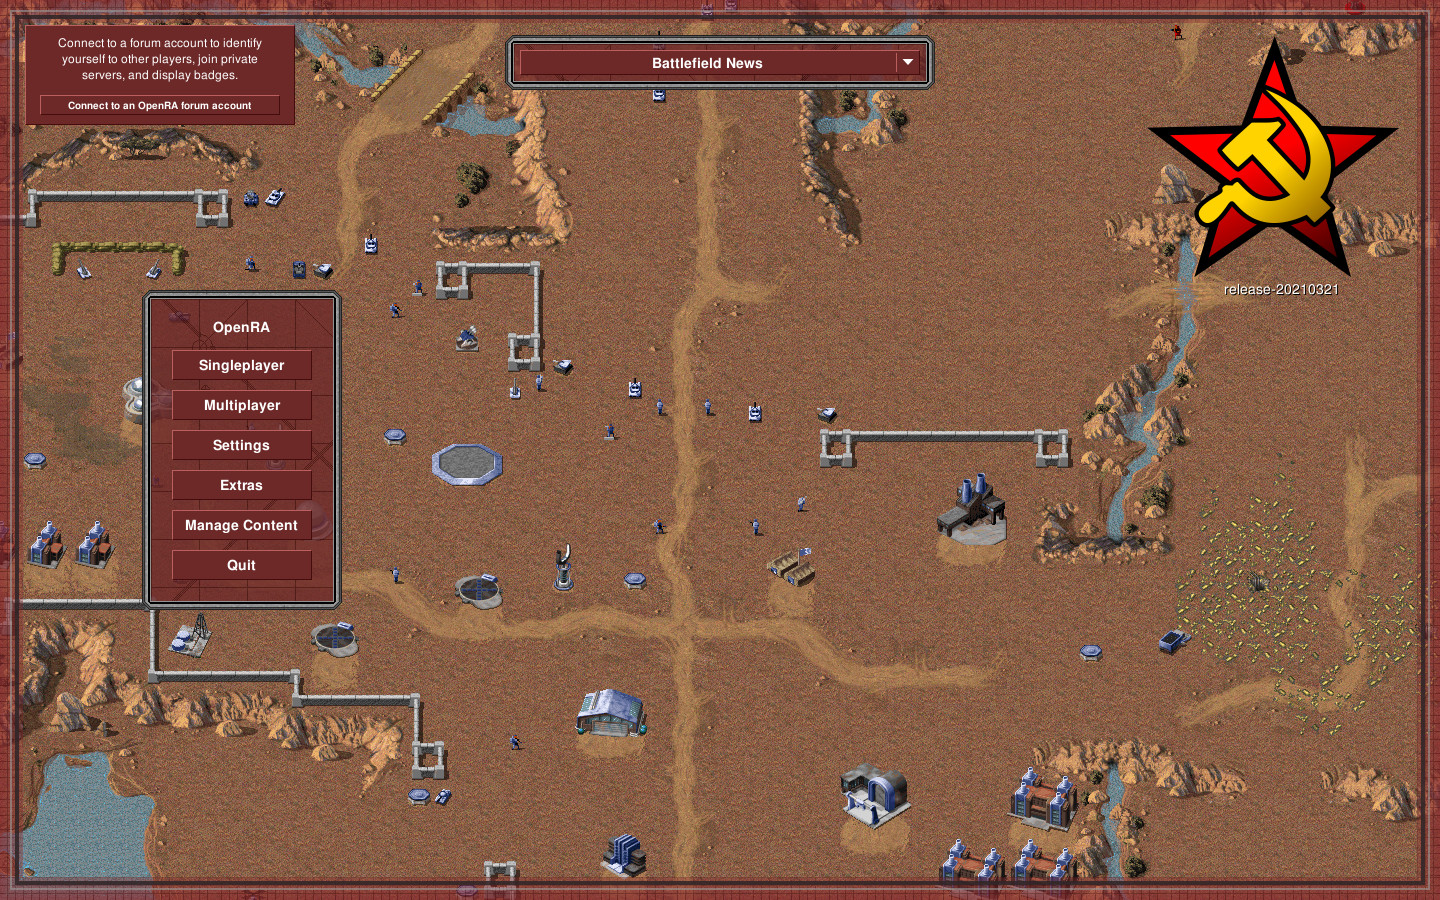 Connect to a forum account to identify
yourself to other players, join private
servers, and display badges.
Connect to an OpenRA forum account
Battlefield News
release-20210321
OpenRA
Singleplayer
Multiplayer
Settings
Extras
Manage Content
Quit